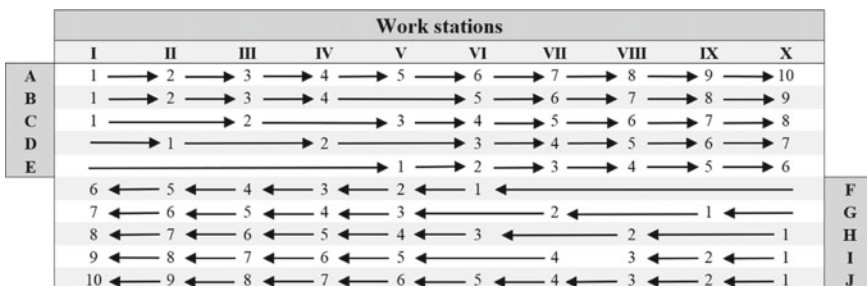 Work stations
I II III IV V VI VII VIII IX X
A 1 2 3 4 5 6 7 8 9 10
B 1 2 3 4 5 6 7 8 9
C 1 2 3 4 5 6 7 8
D 1 2 3 4 5 6 7
E 1 2 3 4 5 6
6 5 4 3 2 1 F
7 6 5 4 3 2 1 G
8 7 6 5 4 3 2 1 H
9 8 7 6 5 4 3 2 1 I
10 9 8 7 6 5 4 3 2 1 J